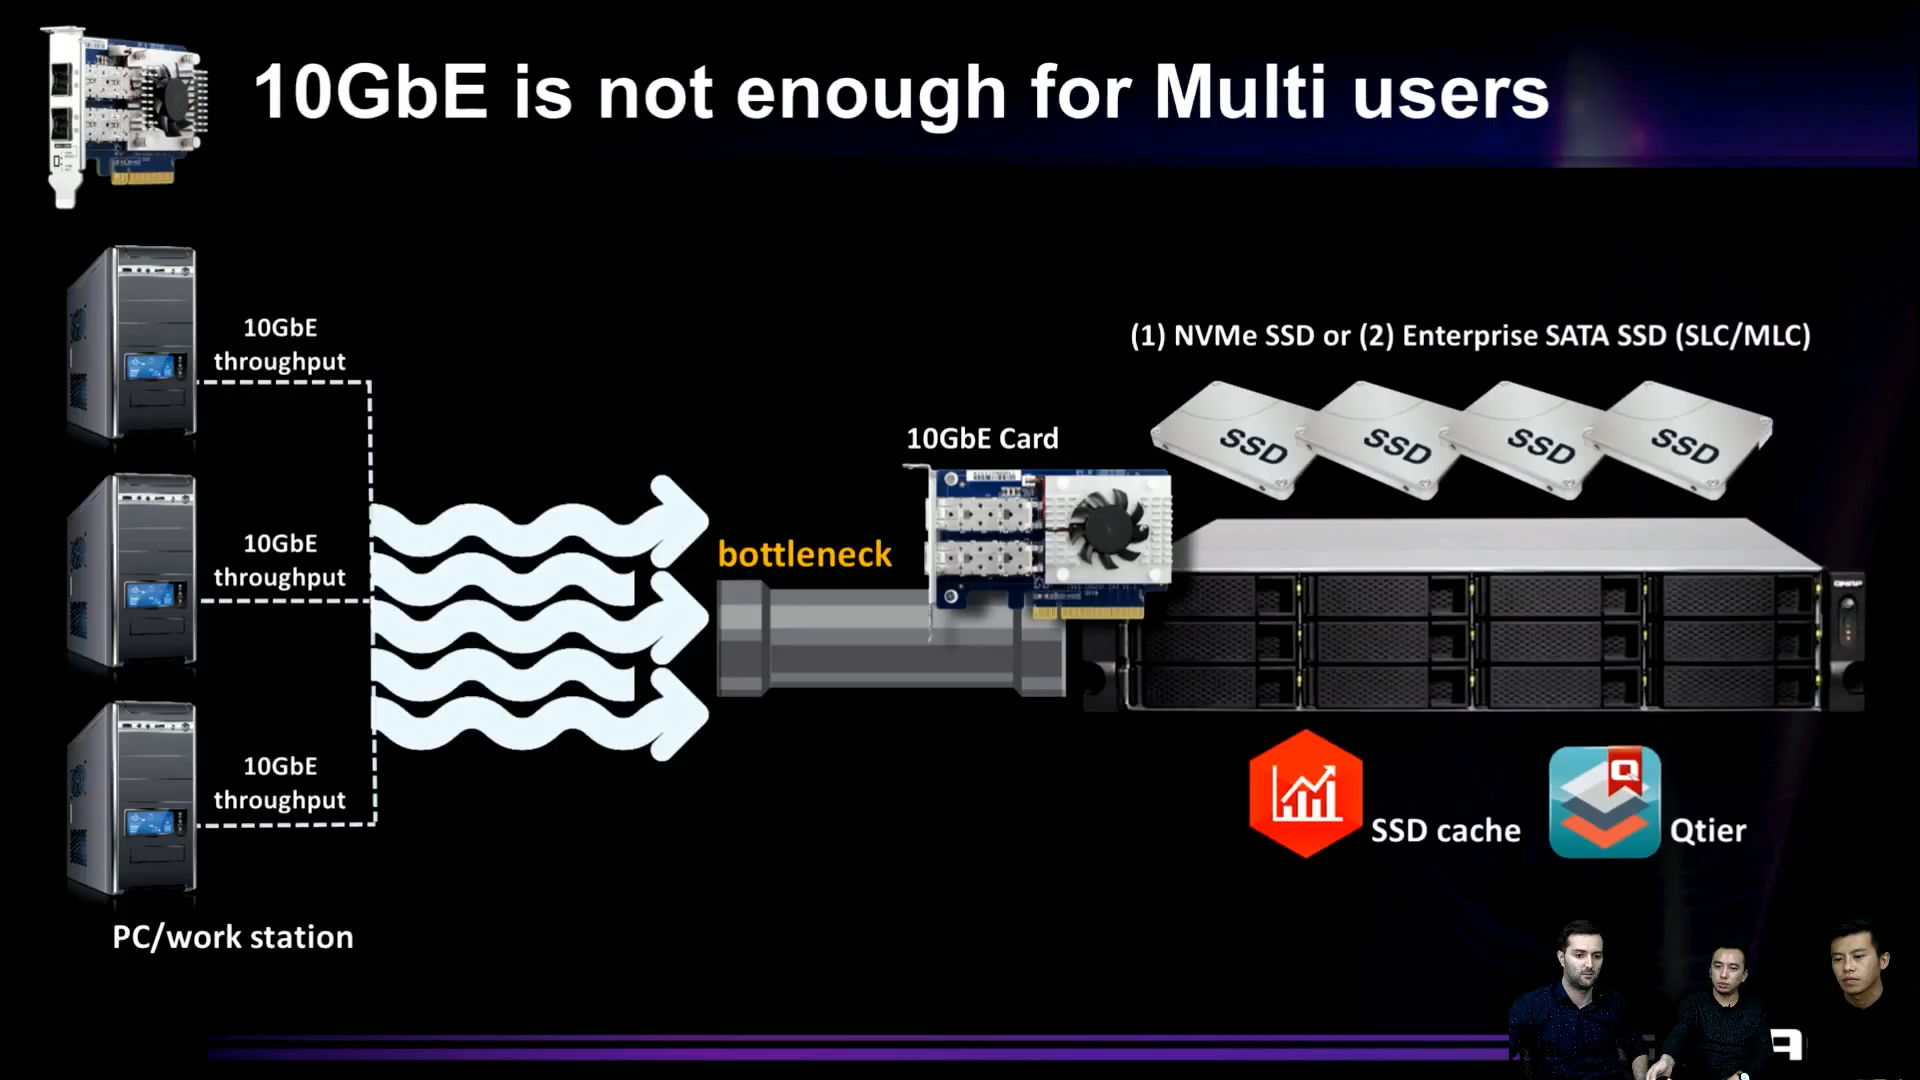 10GbE is not enough for Multi users
10GbE
throughput
(1) NVMe SSD or (2) Enterprise SATA SSD (SLC/MLC)
SSD
SSD
SSD
SSD
10GbE Card
10GbE
throughput
bottleneck
QNAP
10GbE
throughput
SSD cache
Q
Qtier
PC/work station